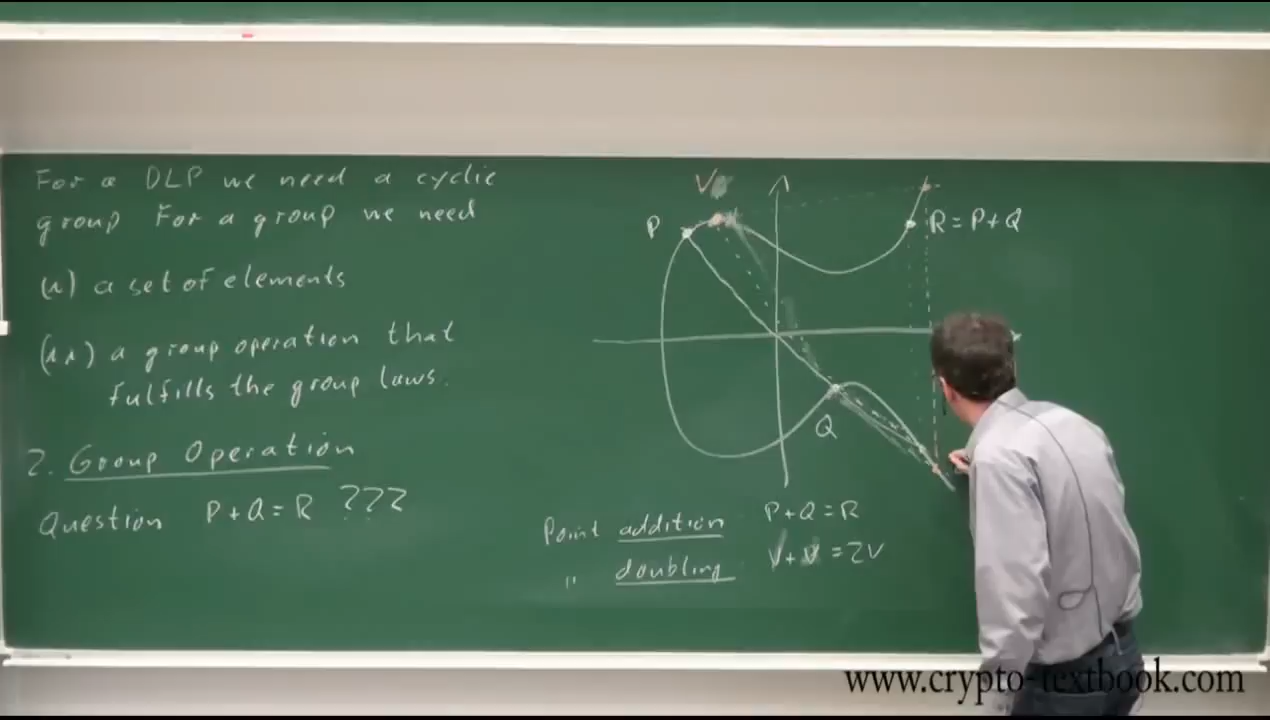 For a DLP we need a cyclic
group For a group we need
(i) a set of elements
(ii) a group operation that
fulfills the group laws.
2. Group Operation
Question P+Q=R ???
V
P
R=P+Q
Q
Point addition P+Q=R
" doubling V+V=2V
www.crypto-textbook.com